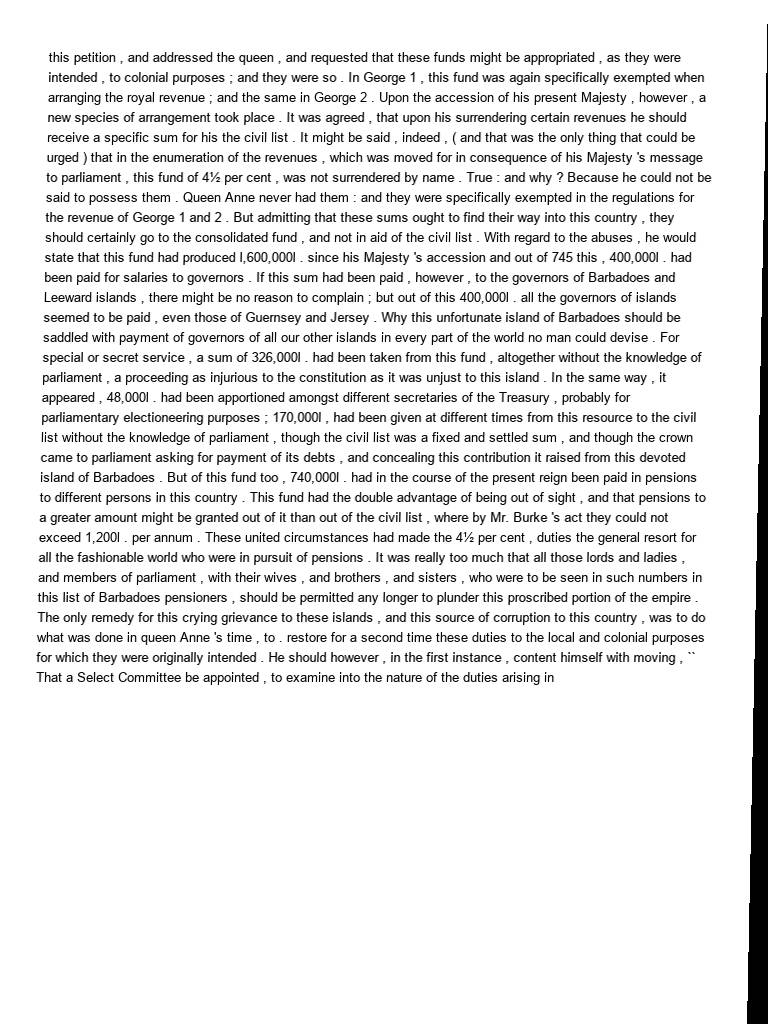 this petition , and addressed the queen , and requested that these funds might be appropriated , as they were
intended , to colonial purposes ; and they were so . In George 1 , this fund was again specifically exempted when
arranging the royal revenue ; and the same in George 2 . Upon the accession of his present Majesty , however , a
new species of arrangement took place . It was agreed , that upon his surrendering certain revenues he should
receive a specific sum for his the civil list . It might be said , indeed , ( and that was the only thing that could be
urged ) that in the enumeration of the revenues , which was moved for in consequence of his Majesty 's message
to parliament , this fund of 4½ per cent , was not surrendered by name . True : and why ? Because he could not be
said to possess them . Queen Anne never had them : and they were specifically exempted in the regulations for
the revenue of George 1 and 2 . But admitting that these sums ought to find their way into this country , they
should certainly go to the consolidated fund , and not in aid of the civil list . With regard to the abuses , he would
state that this fund had produced l,600,000l . since his Majesty 's accession and out of 745 this , 400,000l . had
been paid for salaries to governors . If this sum had been paid , however , to the governors of Barbadoes and
Leeward islands , there might be no reason to complain ; but out of this 400,000l . all the governors of islands
seemed to be paid , even those of Guernsey and Jersey . Why this unfortunate island of Barbadoes should be
saddled with payment of governors of all our other islands in every part of the world no man could devise . For
special or secret service , a sum of 326,000l . had been taken from this fund , altogether without the knowledge of
parliament , a proceeding as injurious to the constitution as it was unjust to this island . In the same way , it
appeared , 48,000l . had been apportioned amongst different secretaries of the Treasury , probably for
parliamentary electioneering purposes ; 170,000l , had been given at different times from this resource to the civil
list without the knowledge of parliament , though the civil list was a fixed and settled sum , and though the crown
came to parliament asking for payment of its debts , and concealing this contribution it raised from this devoted
island of Barbadoes . But of this fund too , 740,000l . had in the course of the present reign been paid in pensions
to different persons in this country . This fund had the double advantage of being out of sight , and that pensions to
a greater amount might be granted out of it than out of the civil list , where by Mr. Burke 's act they could not
exceed 1,200l . per annum . These united circumstances had made the 4½ per cent , duties the general resort for
all the fashionable world who were in pursuit of pensions . It was really too much that all those lords and ladies ,
and members of parliament , with their wives , and brothers , and sisters , who were to be seen in such numbers in
this list of Barbadoes pensioners , should be permitted any longer to plunder this proscribed portion of the empire .
The only remedy for this crying grievance to these islands , and this source of corruption to this country , was to do
what was done in queen Anne 's time , to . restore for a second time these duties to the local and colonial purposes
for which they were originally intended . He should however , in the first instance , content himself with moving , ``
That a Select Committee be appointed , to examine into the nature of the duties arising in